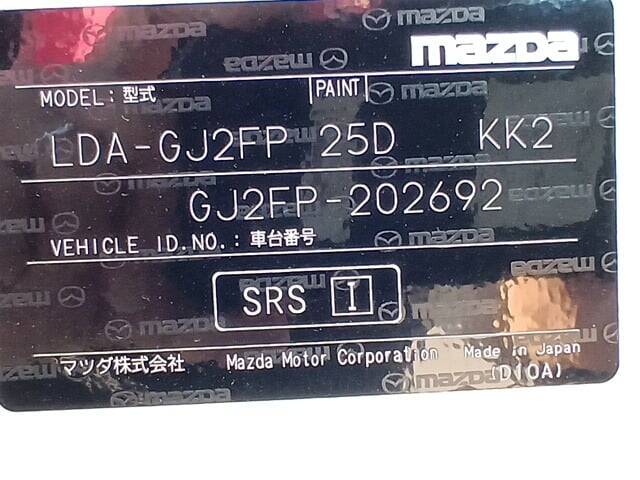 mazda
MODEL: 型式 PAINT
LDA-GJ2FP 25D KK2
GJ2FP-202692
VEHICLE ID.NO.: 車台番号
SRS I
マツダ株式会社 Mazda Motor Corporation Made in Japan
(D10A)